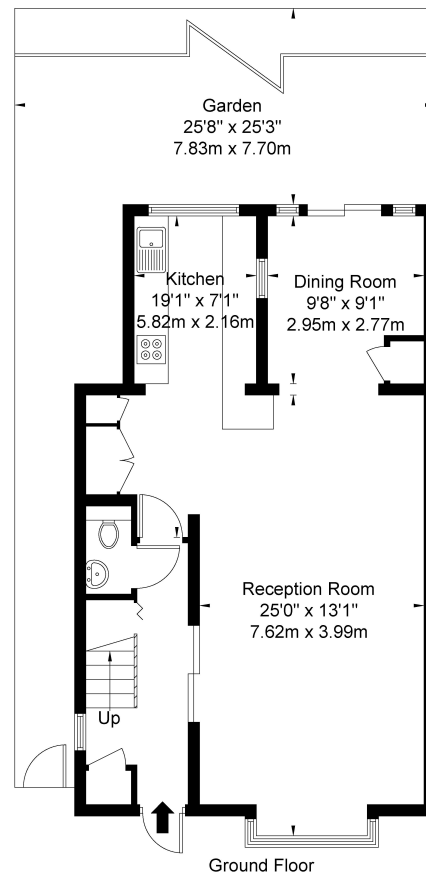 Garden
25'8" x 25'3"
7.83m x 7.70m
Kitchen
19'1" x 7'1"
5.82m x 2.16m
Dining Room
9'8" x 9'1"
2.95m x 2.77m
Reception Room
25'0" x 13'1"
7.62m x 3.99m
Up
Ground Floor